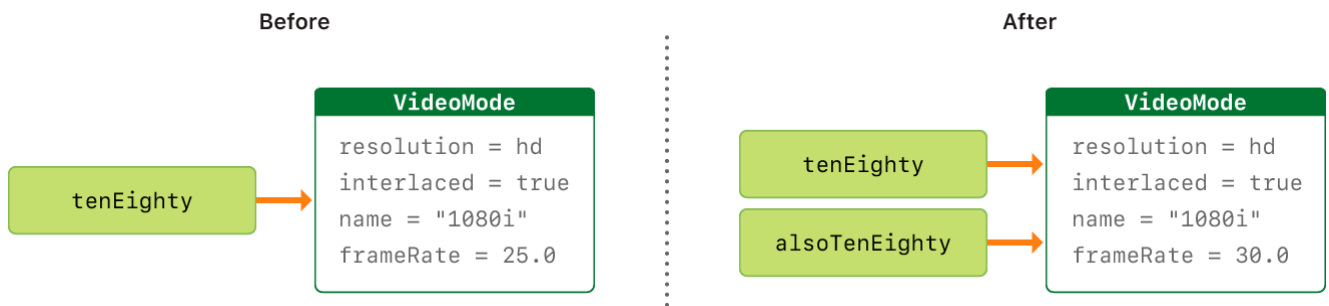 Before
tenEighty
VideoMode
resolution = hd
interlaced = true
name = "1080i"
frameRate = 25.0
After
tenEighty
alsoTenEighty
VideoMode
resolution = hd
interlaced = true
name = "1080i"
frameRate = 30.0